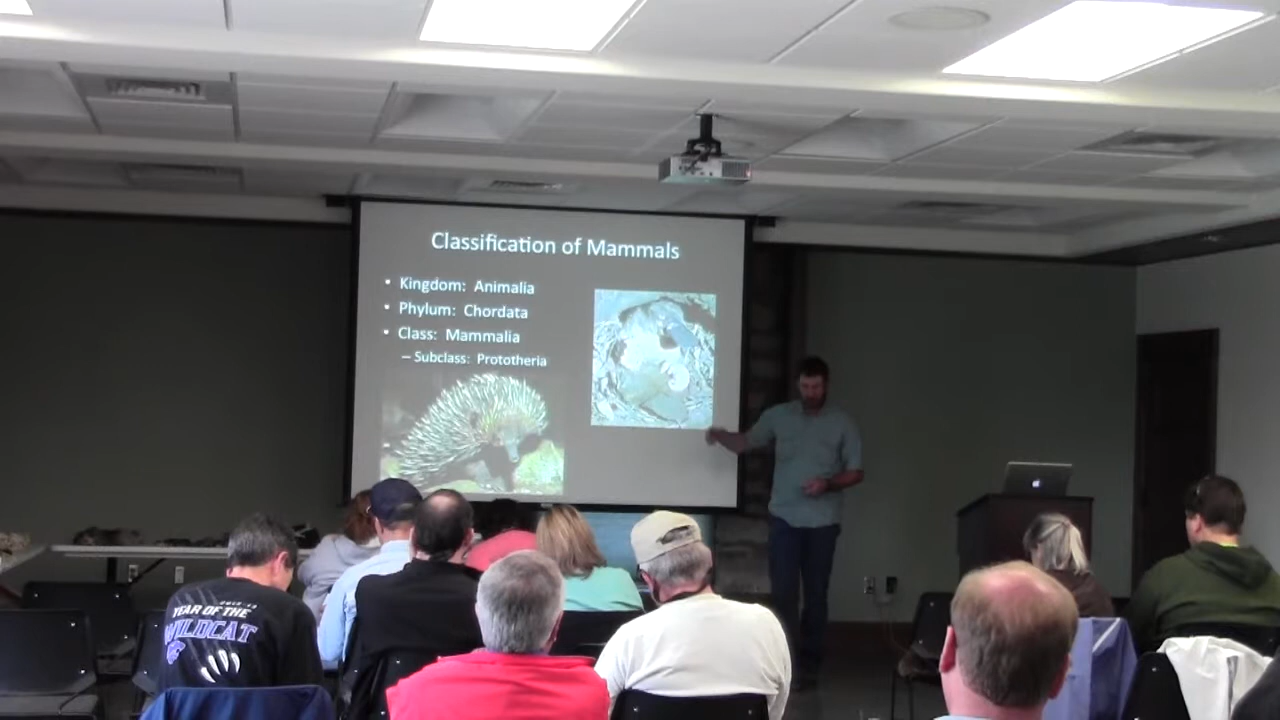 Classification of Mammals
• Kingdom: Animalia
• Phylum: Chordata
• Class: Mammalia
– Subclass: Prototheria
YEAR OF THE
WILDCAT